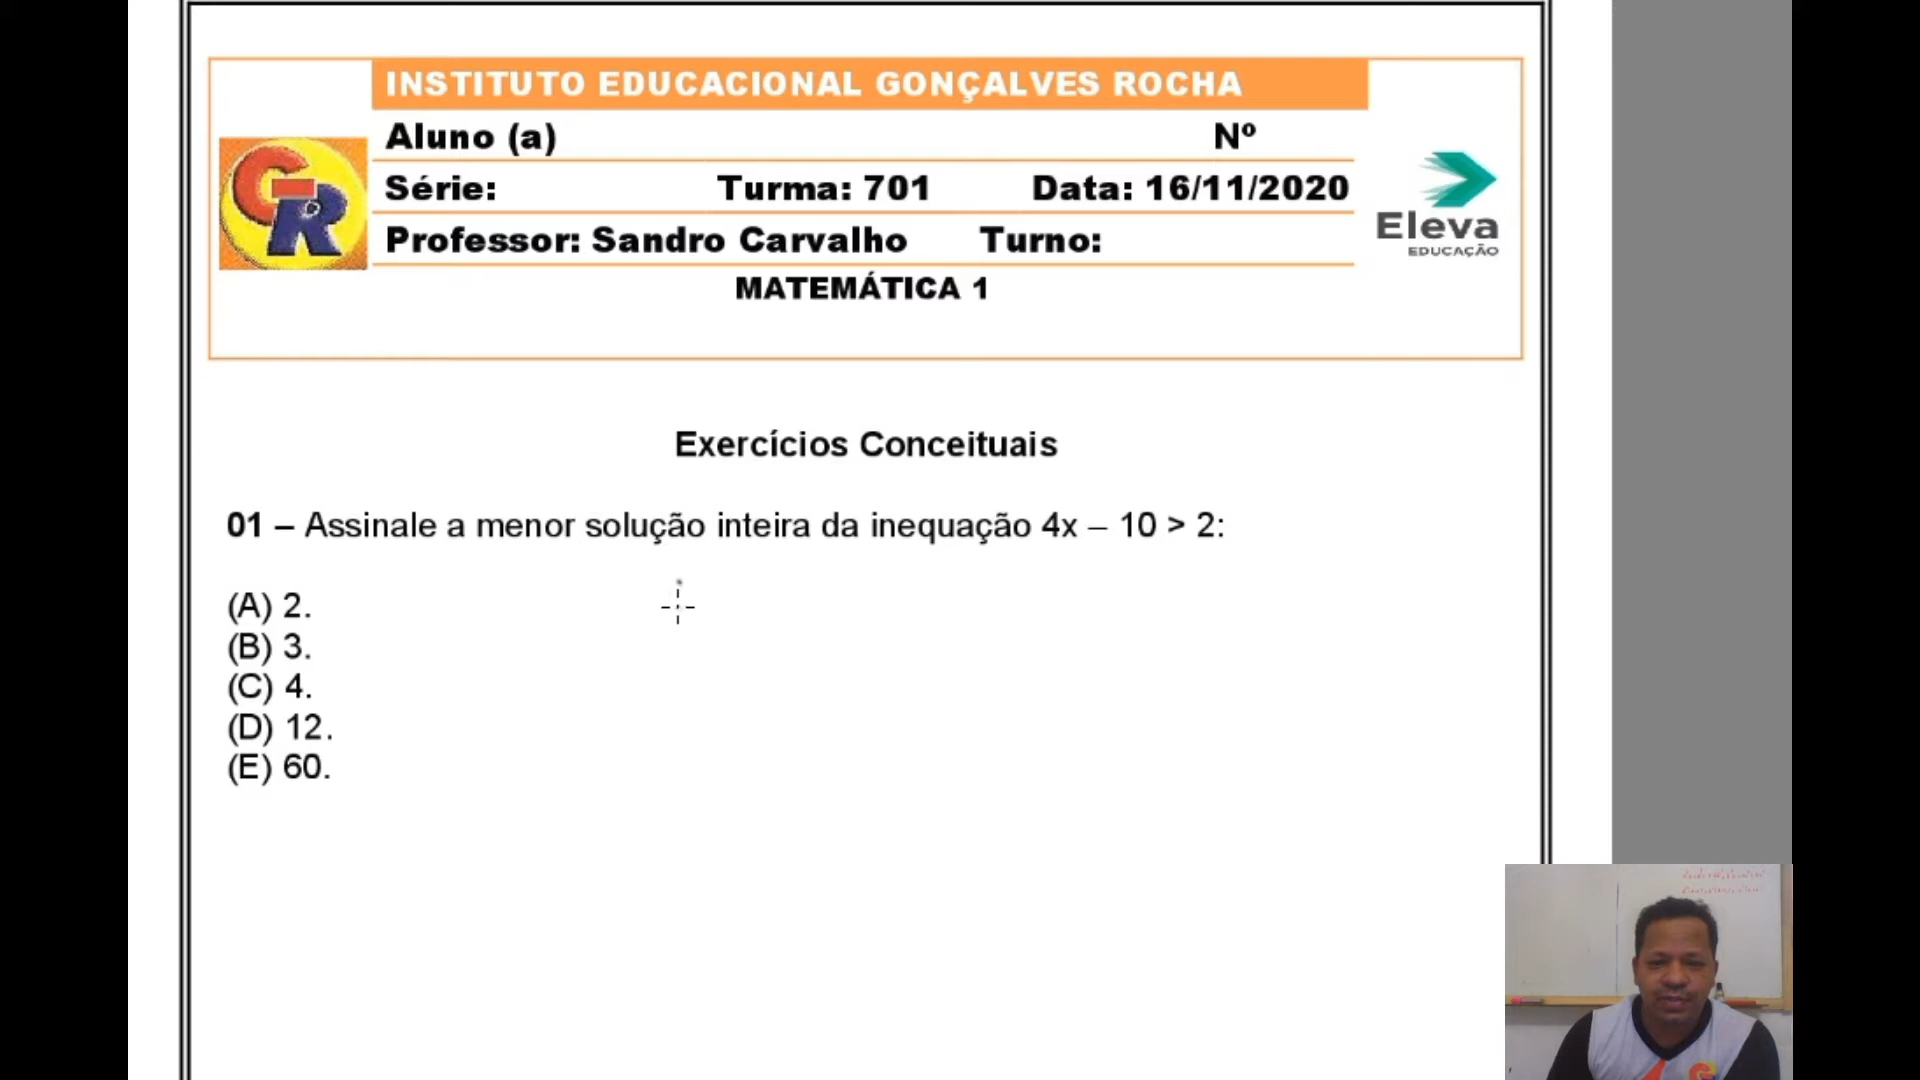 INSTITUTO EDUCACIONAL GONÇALVES ROCHA
Aluno (a) Nº
Série: Turma: 701 Data: 16/11/2020
Professor: Sandro Carvalho Turno:
MATEMÁTICA 1
GR
Eleva
EDUCAÇÃO
Exercícios Conceituais
01 – Assinale a menor solução inteira da inequação 4x – 10 > 2:
(A) 2.
(B) 3.
(C) 4.
(D) 12.
(E) 60.